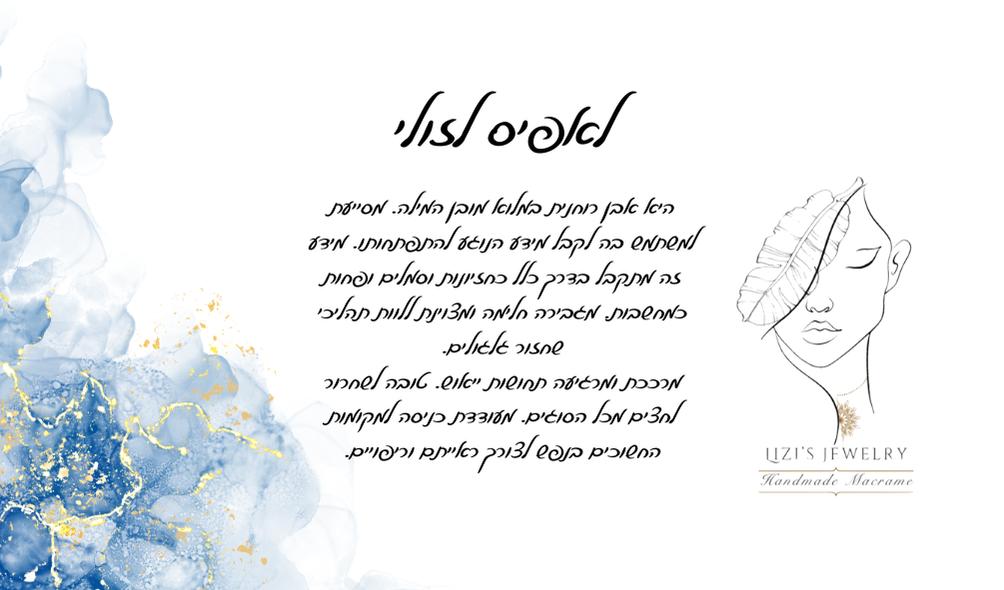 לאפיס לזולי
היא אבן רוחנית במלוא מובן המילה. מסייעת
למשתמש בה לקבל מידע הנוגע להתפתחותו. מידע
זה מתקבל בדרך כלל כחזיונות וסמלים ופחות
כמחשבות. מגבירה חלימה ומצוינת ללוות תהליכי
שחזור גלגולים.
מרככת ומרגיעה תחושות ייאוש. טובה לשחרור
לחצים מכל הסוגים. מעודדת כניסה למקומות
החשוכים בנפש לצורך ראייתם וריפויים.
LIZI'S JEWELRY
Handmade Macrame